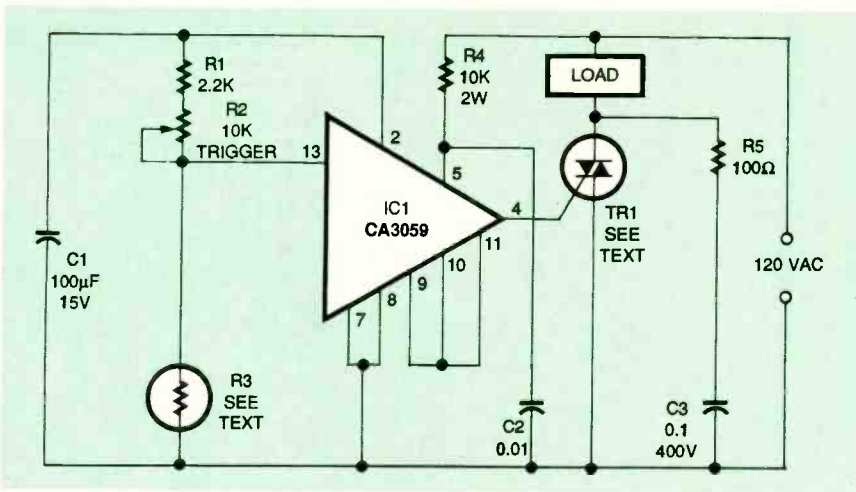 R1
2.2K
R2
10K
TRIGGER
13
2
R4
10K
2W
5
LOAD
R5
100Ω
IC1
CA3059
4
11
10
9
8
7
TR1
SEE
TEXT
120 VAC
C1
100μF
15V
R3
SEE
TEXT
C2
0.01
C3
0.1
400V